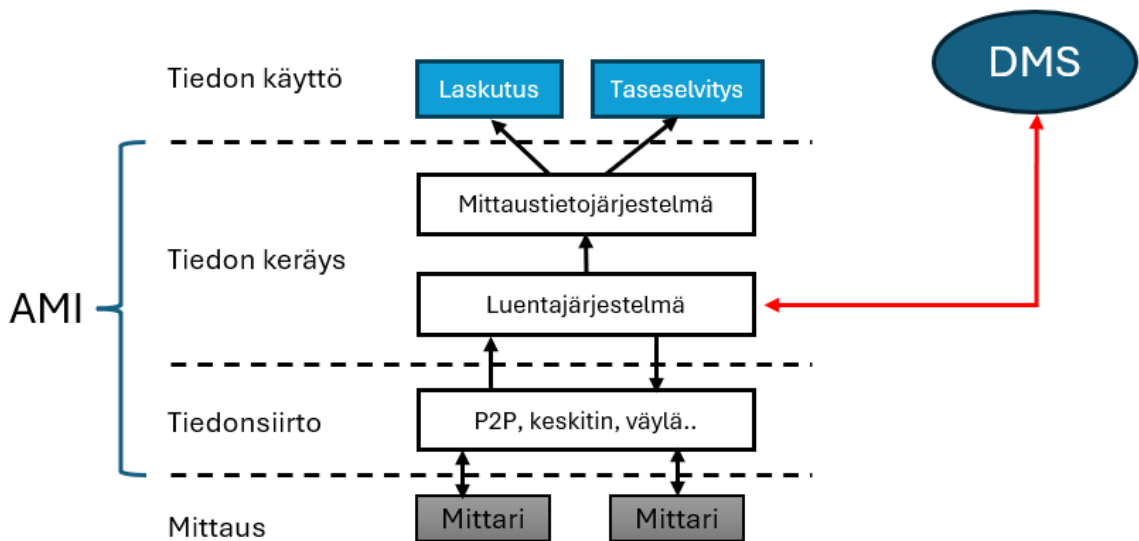 Tiedon käyttö
Laskutus
Taseselvitys
DMS
Mittaustietojärjestelmä
Tiedon keräys
AMI
Luentajärjestelmä
Tiedonsiirto
P2P, keskitin, väylä..
Mittaus
Mittari
Mittari